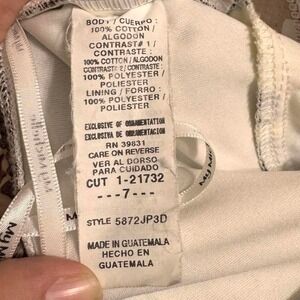 BODY / CUERPO :
100% COTTON /
ALGODON
CONTRAST# 1 /
CONTRASTE :
100% COTTON / ALGODON
CONTRAST# 2 / CONTRASTE :
100% POLYESTER /
POLIESTER
LINING / FORRO :
100% POLYESTER /
POLIESTER
EXCLUSIVE OF ORNAMENTATION
EXCLUSIVA DE ORNAMENTACION
RN 39831
CARE ON REVERSE
VER AL DORSO
PARA CUIDADO
CUT 1-21732
---7---
STYLE 5872JP3D
MADE IN GUATEMALA
HECHO EN
GUATEMALA